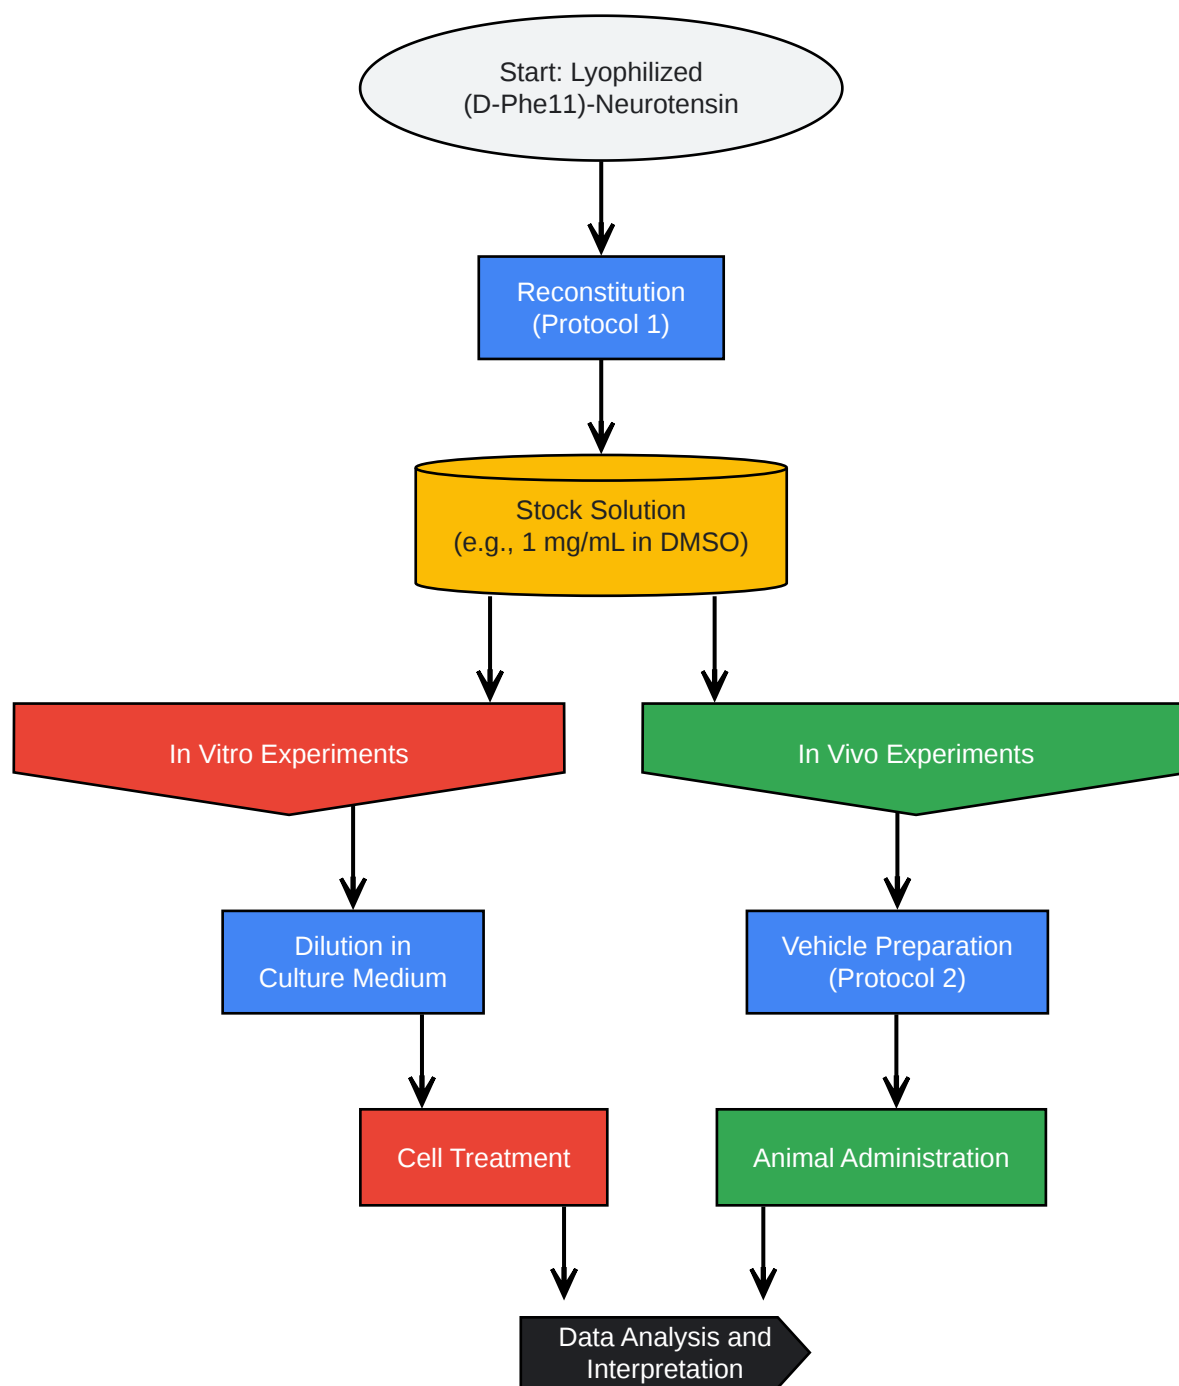 Start: Lyophilized
(D-Phe11)-Neurotensin
Reconstitution
(Protocol 1)
Stock Solution
(e.g., 1 mg/mL in DMSO)
In Vitro Experiments
In Vivo Experiments
Dilution in
Culture Medium
Vehicle Preparation
(Protocol 2)
Cell Treatment
Animal Administration
Data Analysis and
Interpretation